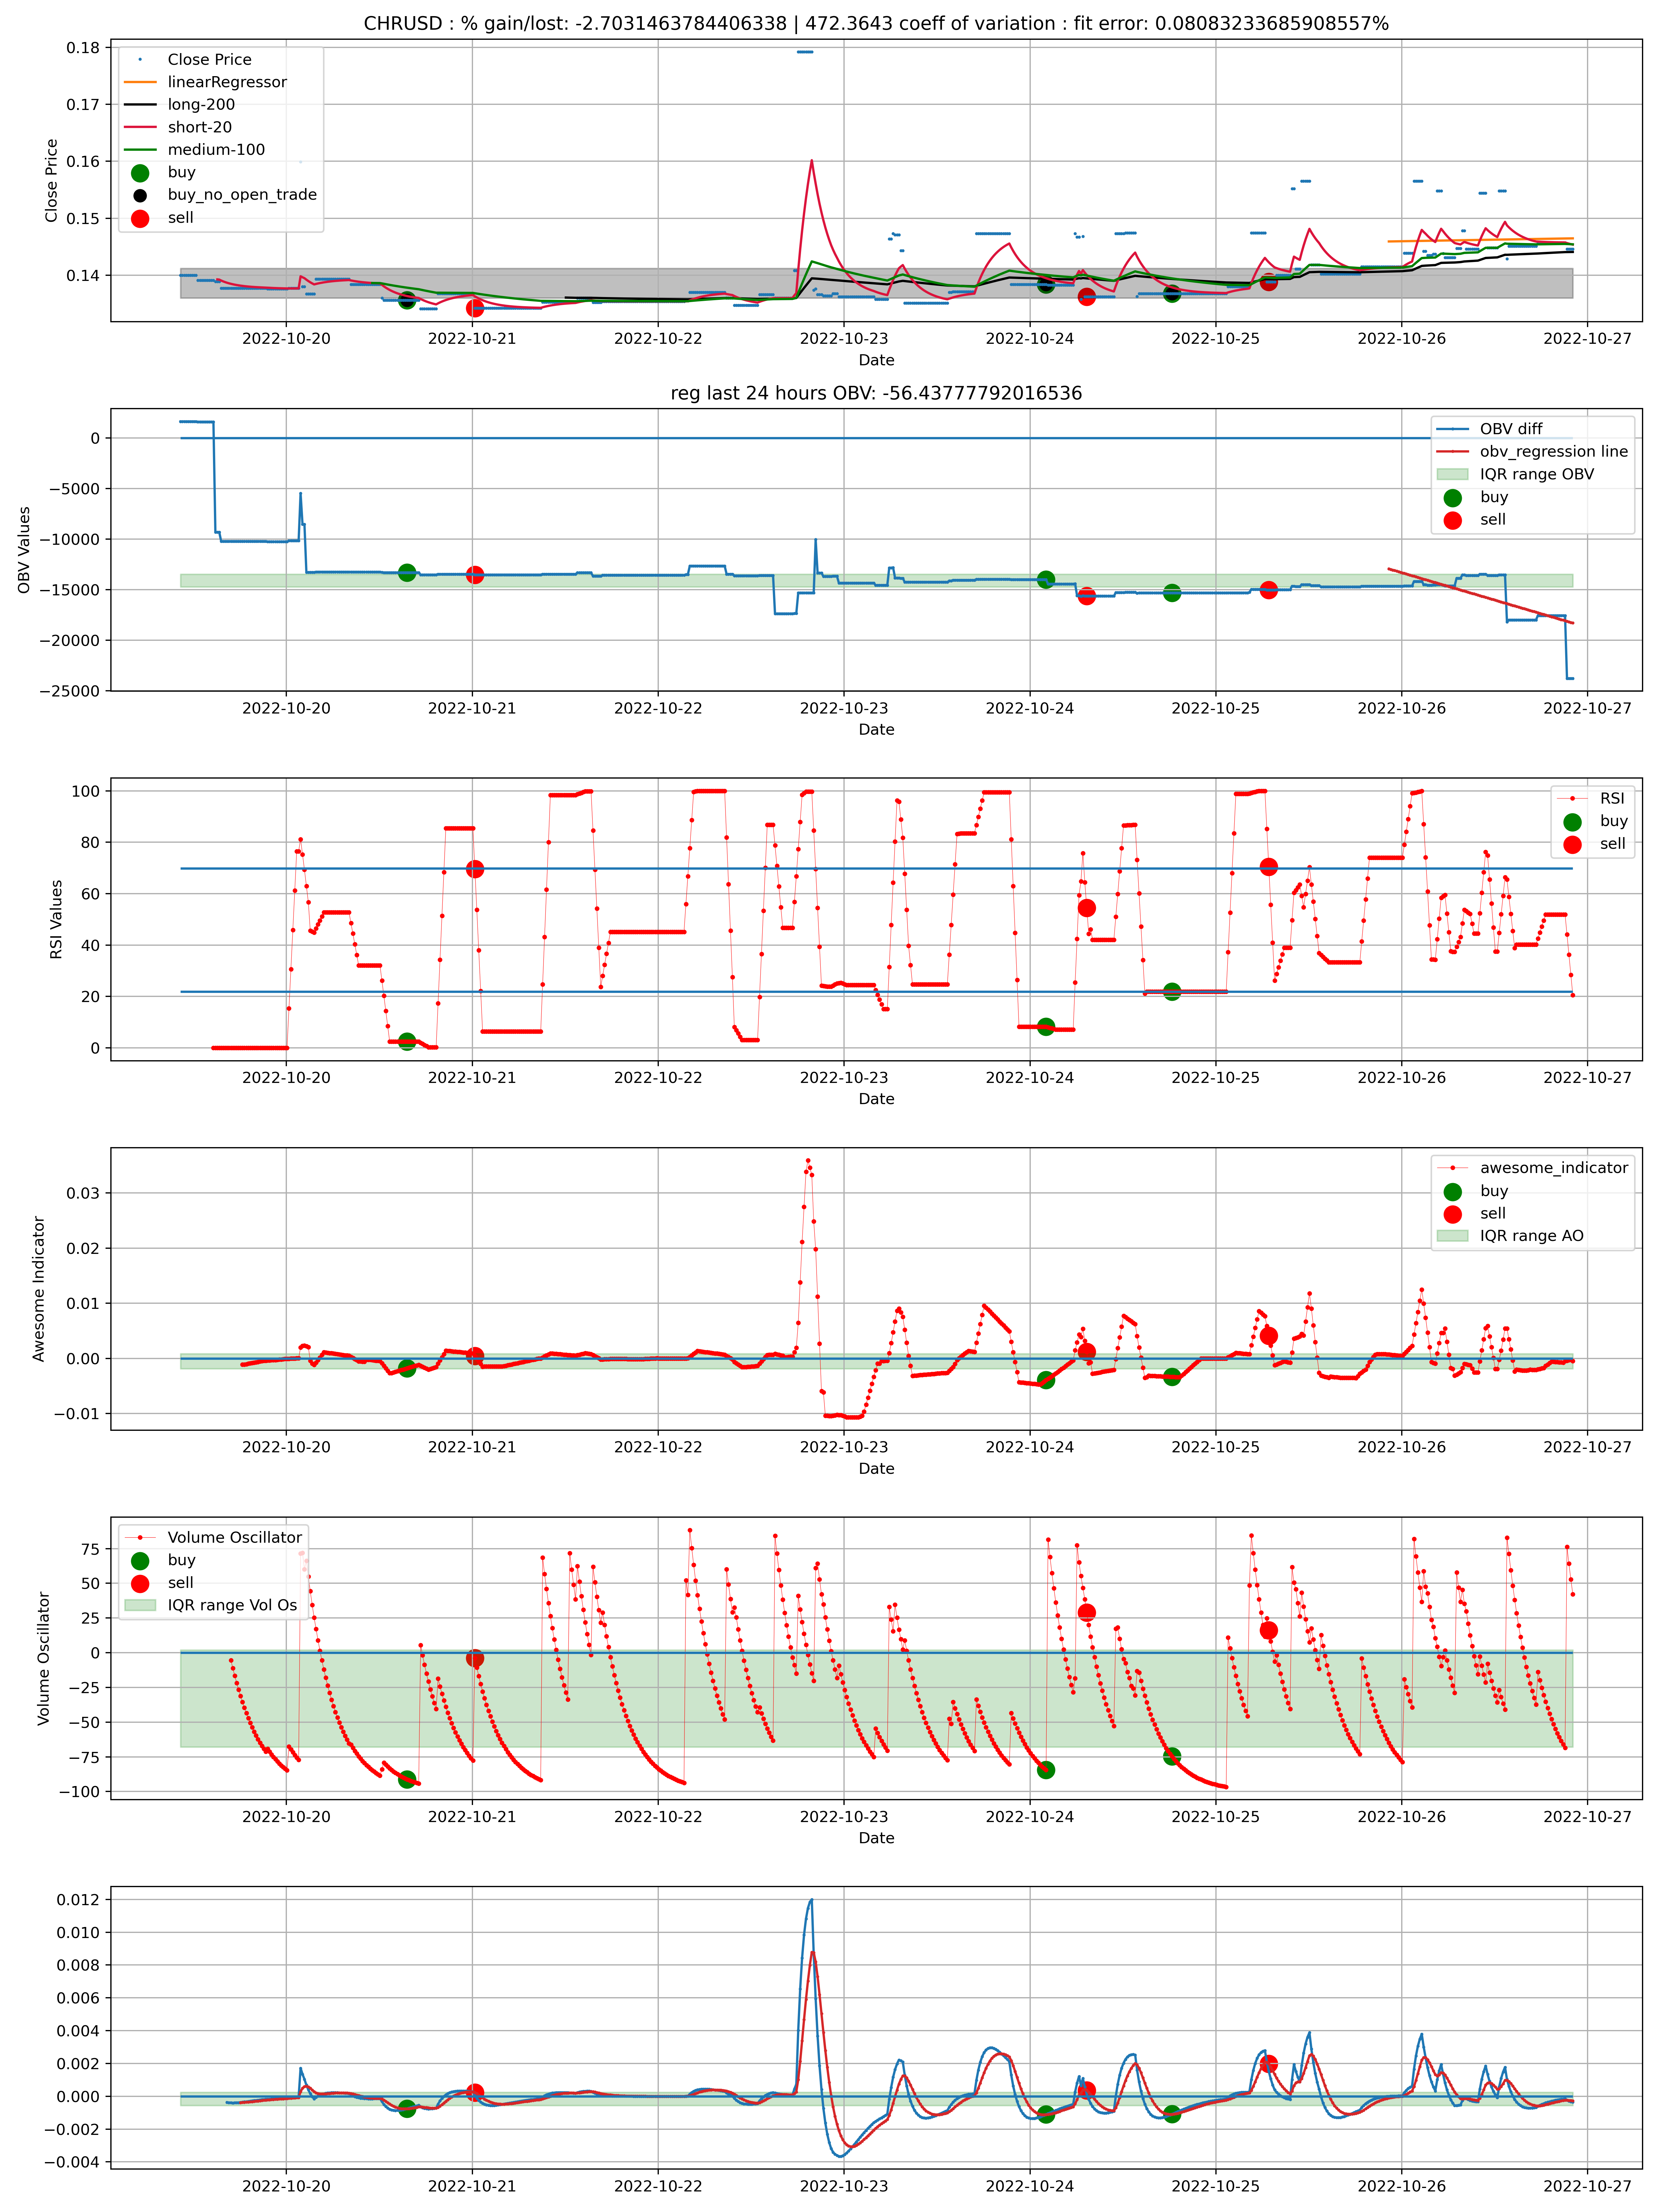 CHRUSD : % gain/lost: -2.7031463784406338 | 472.3643 coeff of variation : fit error: 0.08083233685908557%
Close Price
0.18
0.17
0.16
0.15
0.14
Close Price
linearRegressor
long-200
short-20
medium-100
buy
buy_no_open_trade
sell
2022-10-20 2022-10-21 2022-10-22 2022-10-23 2022-10-24 2022-10-25 2022-10-26 2022-10-27
Date
reg last 24 hours OBV: -56.43777792016536
OBV Values
0
−5000
−10000
−15000
−20000
−25000
OBV diff
obv_regression line
IQR range OBV
buy
sell
2022-10-20 2022-10-21 2022-10-22 2022-10-23 2022-10-24 2022-10-25 2022-10-26 2022-10-27
Date
RSI Values
100
80
60
40
20
0
RSI
buy
sell
2022-10-20 2022-10-21 2022-10-22 2022-10-23 2022-10-24 2022-10-25 2022-10-26 2022-10-27
Date
Awesome Indicator
0.03
0.02
0.01
0.00
−0.01
awesome_indicator
buy
sell
IQR range AO
2022-10-20 2022-10-21 2022-10-22 2022-10-23 2022-10-24 2022-10-25 2022-10-26 2022-10-27
Date
Volume Oscillator
75
50
25
0
−25
−50
−75
−100
Volume Oscillator
buy
sell
IQR range Vol Os
2022-10-20 2022-10-21 2022-10-22 2022-10-23 2022-10-24 2022-10-25 2022-10-26 2022-10-27
Date
0.012
0.010
0.008
0.006
0.004
0.002
0.000
−0.002
−0.004
2022-10-20 2022-10-21 2022-10-22 2022-10-23 2022-10-24 2022-10-25 2022-10-26 2022-10-27